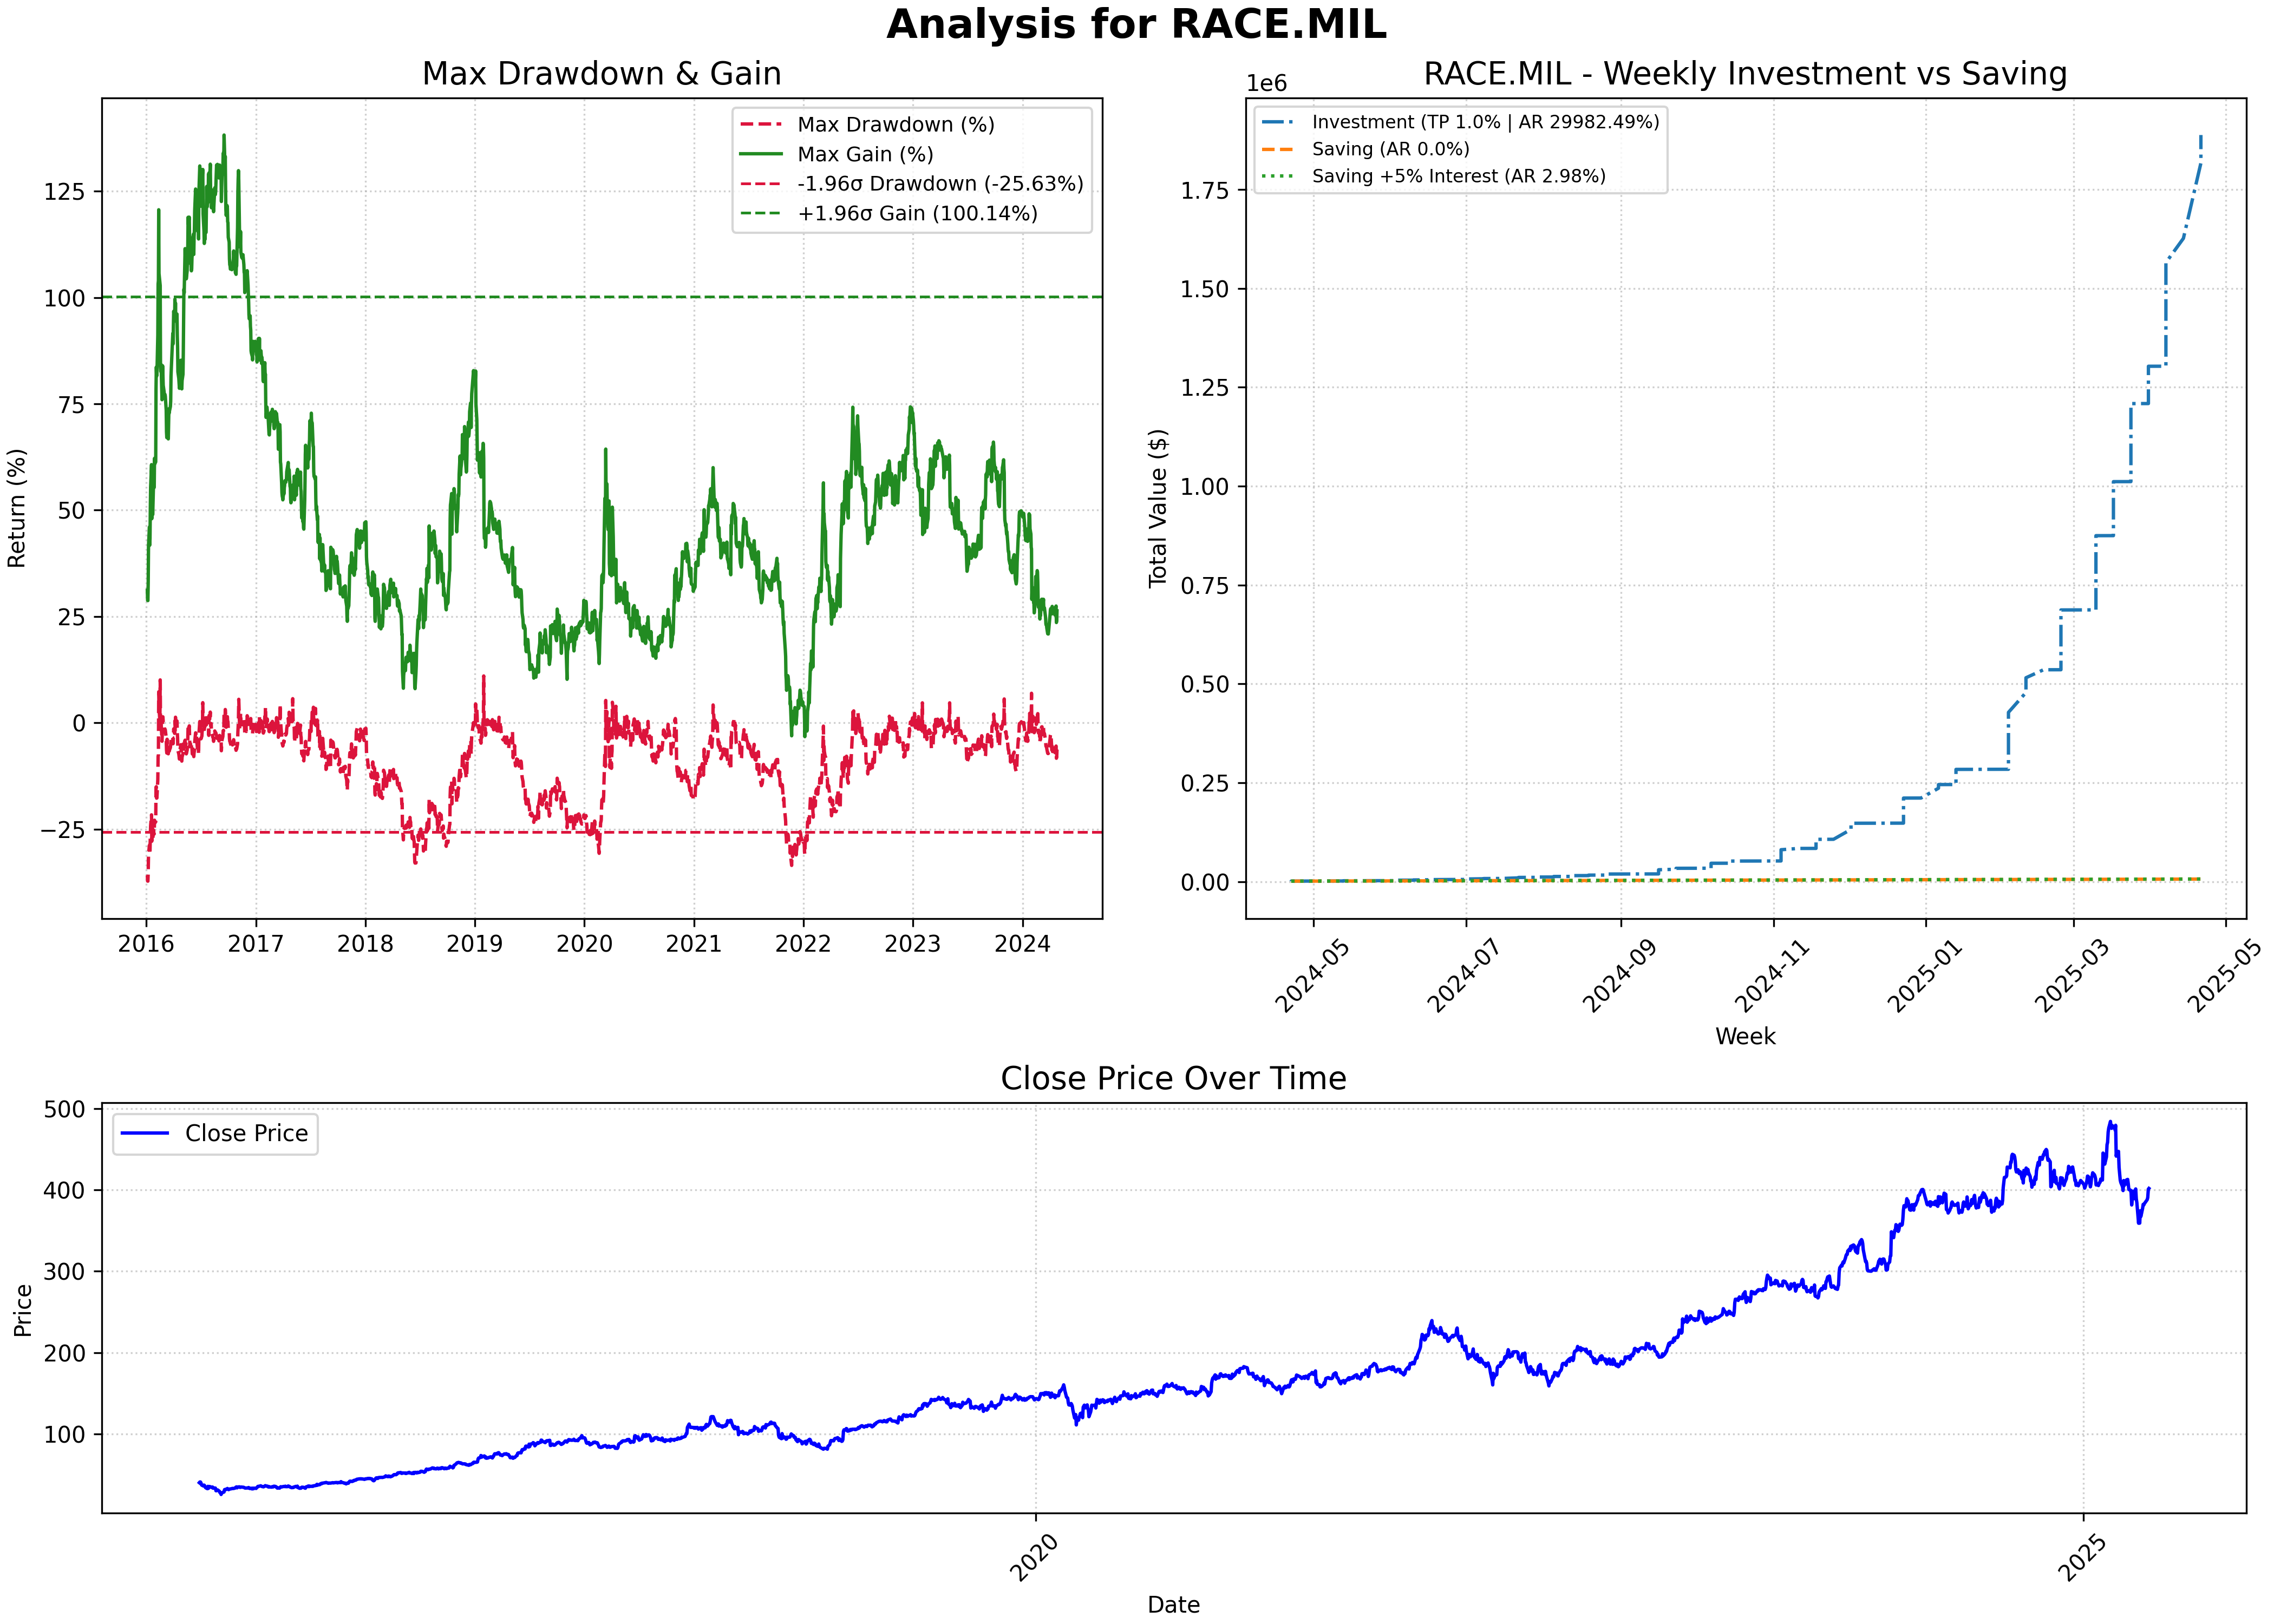 Analysis for RACE.MIL
Max Drawdown & Gain
Return (%)
125
100
75
50
25
0
−25
2016 2017 2018 2019 2020 2021 2022 2023 2024
Max Drawdown (%)
Max Gain (%)
-1.96σ Drawdown (-25.63%)
+1.96σ Gain (100.14%)
RACE.MIL - Weekly Investment vs Saving
1e6
Total Value ($)
1.75
1.50
1.25
1.00
0.75
0.50
0.25
0.00
Investment (TP 1.0% | AR 29982.49%)
Saving (AR 0.0%)
Saving +5% Interest (AR 2.98%)
2024-05 2024-07 2024-09 2024-11 2025-01 2025-03 2025-05
Week
Close Price Over Time
Price
500
400
300
200
100
Close Price
2020 2025
Date